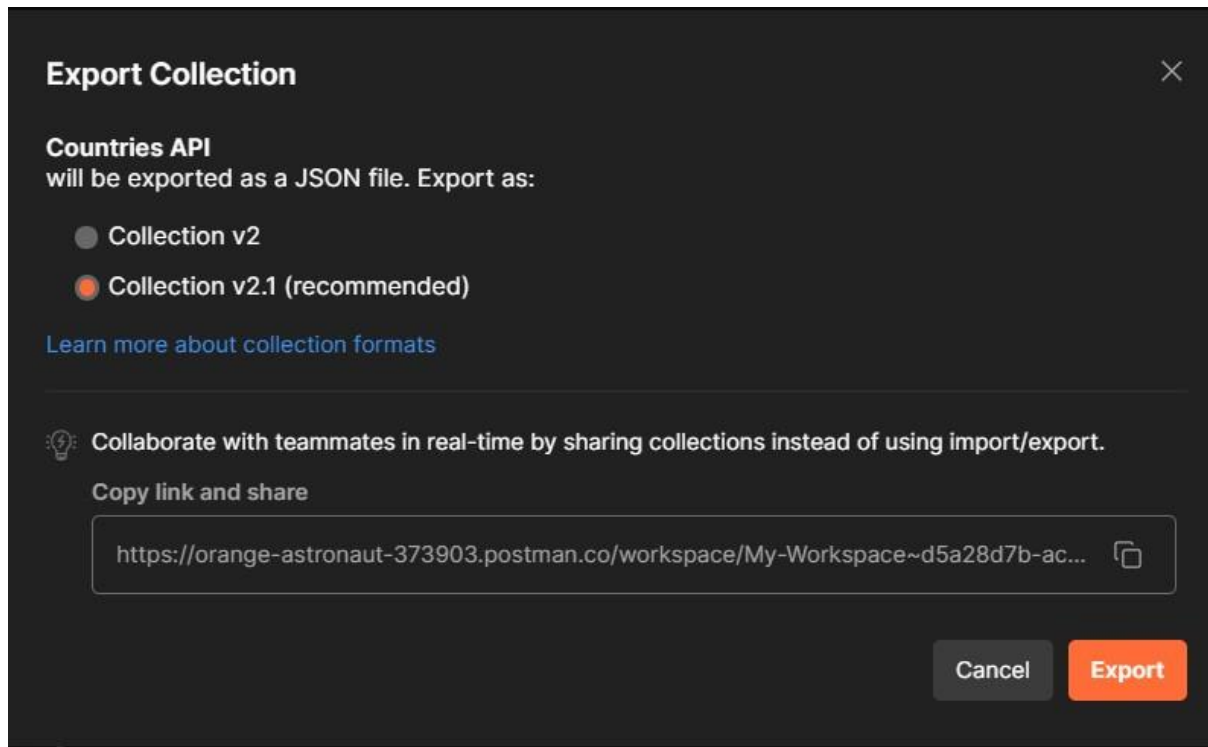 Export Collection
Countries API
will be exported as a JSON file. Export as:
Collection v2
Collection v2.1 (recommended)
Learn more about collection formats
Collaborate with teammates in real-time by sharing collections instead of using import/export.
Copy link and share
https://orange-astronaut-373903.postman.co/workspace/My-Workspace~d5a28d7b-ac...
Cancel
Export